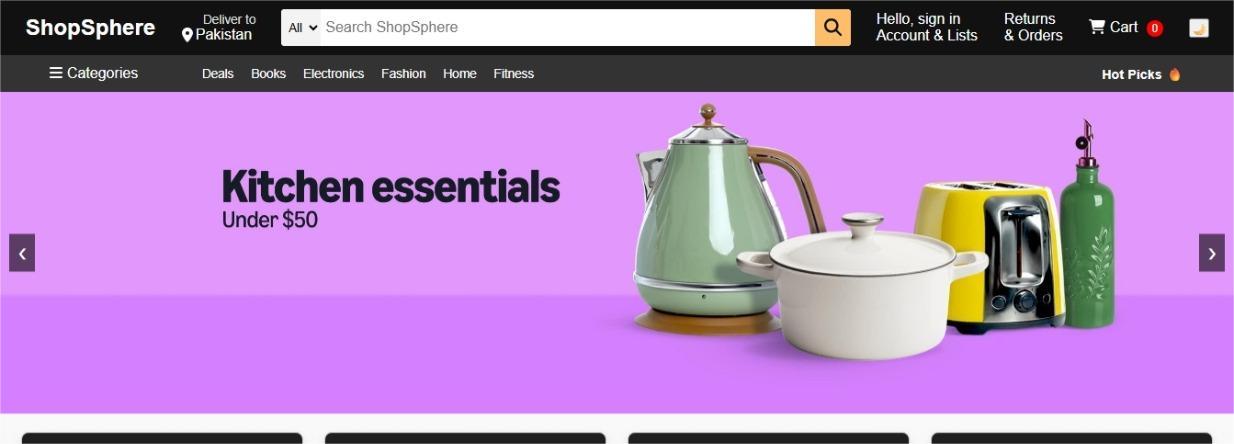 ShopSphere
Deliver to
Pakistan
All
Search ShopSphere
Hello, sign in
Account & Lists
Returns
& Orders
Cart 0
Categories
Deals Books Electronics Fashion Home Fitness
Hot Picks 🔥
Kitchen essentials
Under $50